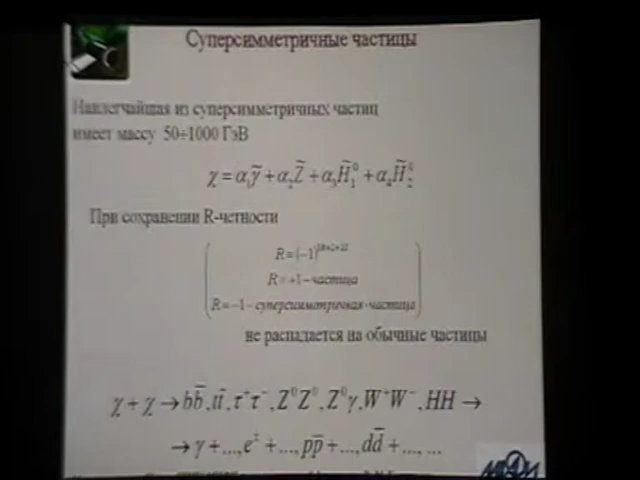 Суперсимметричные частицы
Наилегчайшая из суперсимметричных частиц
имеет массу 50÷1000 ГэВ
χ = α₁γ̃ + α₂Z̃ + α₃H̃₁⁰ + α₄H̃₂⁰
При сохранении R-четности
R = (−1)
R = +1 − частица
R = −1 − суперсимметричная частица
не распадается на обычные частицы
χ + χ → bb̄, tt̄, τ⁺τ⁻, Z⁰Z⁰, Z⁰γ, W⁺W⁻, HH →
→ γ + ..., e± + ..., pp̄ + ..., dd̄ + ..., ...